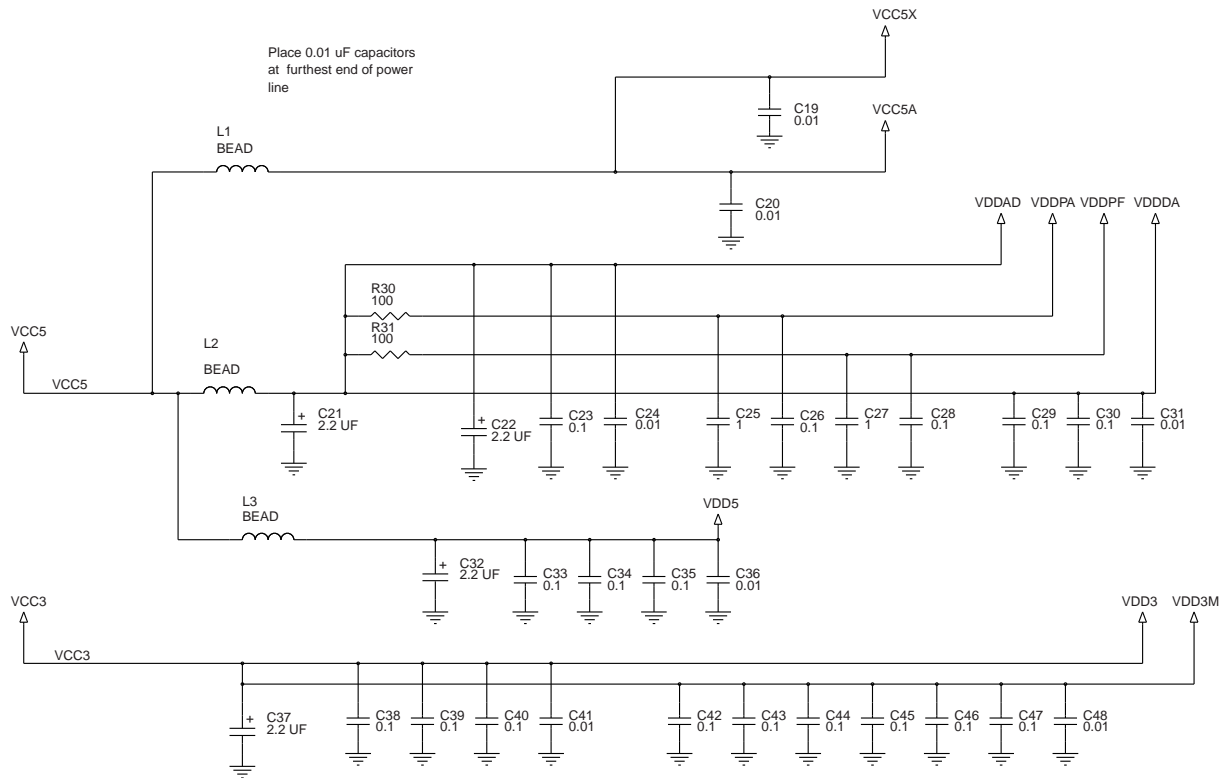 VCC5X
Place 0.01 uF capacitors
at furthest end of power
line
C19
0.01
VCC5A
L1
BEAD
C20
0.01
VDDAD VDDPA VDDPF VDDDA
R30
100
R31
100
VCC5
L2
BEAD
VCC5
C21
2.2 UF
C22
2.2 UF
C23
0.1
C24
0.01
C25
1
C26
0.1
C27
1
C28
0.1
C29
0.1
C30
0.1
C31
0.01
L3
BEAD
VDD5
C32
2.2 UF
C33
0.1
C34
0.1
C35
0.1
C36
0.01
VCC3
VDD3 VDD3M
VCC3
C37
2.2 UF
C38
0.1
C39
0.1
C40
0.1
C41
0.01
C42
0.1
C43
0.1
C44
0.1
C45
0.1
C46
0.1
C47
0.1
C48
0.01